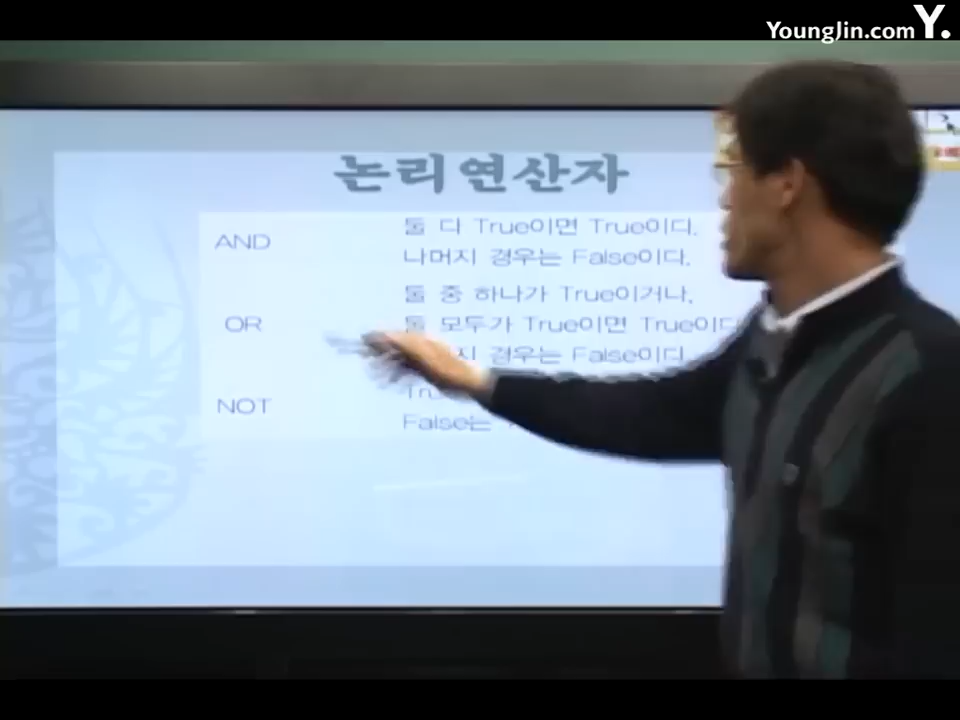 YoungJin.com Y.
논리연산자
AND
둘 다 True이면 True이다.
나머지 경우는 False이다.
OR
둘 중 하나가 True이거나,
둘 모두가 True이면 True이다
경우는 False이다.
NOT
False는